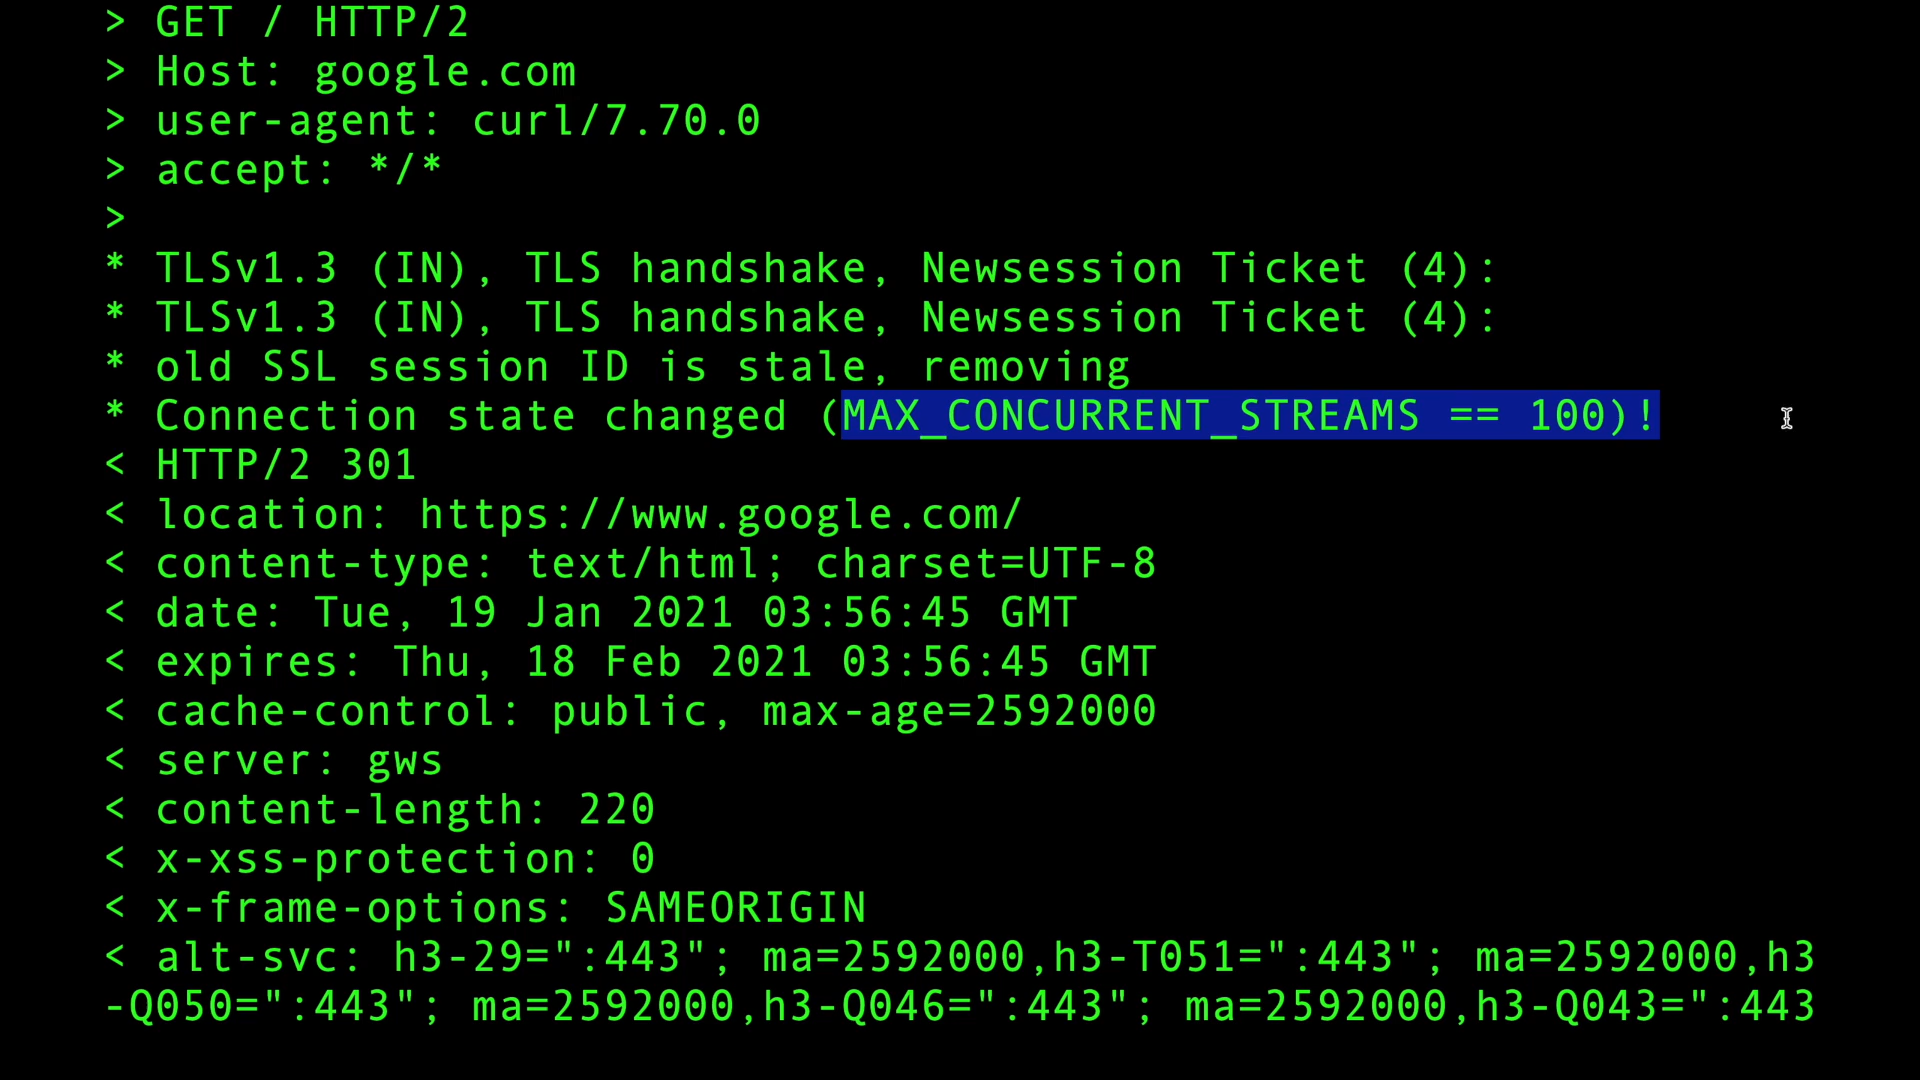 > GET / HTTP/2
> Host: google.com
> user-agent: curl/7.70.0
> accept: */*
>
* TLSv1.3 (IN), TLS handshake, Newsession Ticket (4):
* TLSv1.3 (IN), TLS handshake, Newsession Ticket (4):
* old SSL session ID is stale, removing
* Connection state changed (MAX_CONCURRENT_STREAMS == 100)!
< HTTP/2 301
< location: https://www.google.com/
< content-type: text/html; charset=UTF-8
< date: Tue, 19 Jan 2021 03:56:45 GMT
< expires: Thu, 18 Feb 2021 03:56:45 GMT
< cache-control: public, max-age=2592000
< server: gws
< content-length: 220
< x-xss-protection: 0
< x-frame-options: SAMEORIGIN
< alt-svc: h3-29=":443"; ma=2592000,h3-T051=":443"; ma=2592000,h3
-Q050=":443"; ma=2592000,h3-Q046=":443"; ma=2592000,h3-Q043=":443